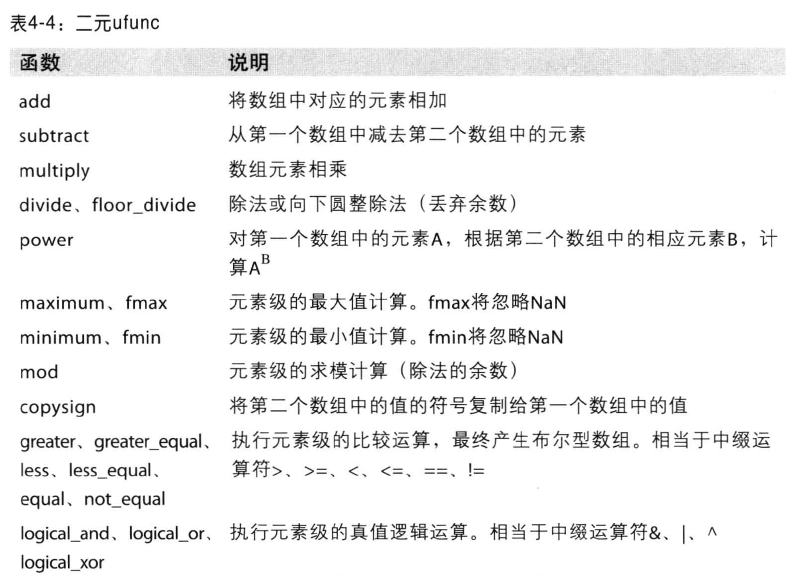 表4-4：二元ufunc
函数 说明
add 将数组中对应的元素相加
subtract 从第一个数组中减去第二个数组中的元素
multiply 数组元素相乘
divide、floor_divide 除法或向下圆整除法（丢弃余数）
power 对第一个数组中的元素A，根据第二个数组中的相应元素B，计
算A^B
maximum、fmax 元素级的最大值计算。fmax将忽略NaN
minimum、fmin 元素级的最小值计算。fmin将忽略NaN
mod 元素级的求模计算（除法的余数）
copysign 将第二个数组中的值的符号复制给第一个数组中的值
greater、greater_equal、 执行元素级的比较运算，最终产生布尔型数组。相当于中缀运
less、less_equal、 算符>、>=、<、<=、==、!=
equal、not_equal
logical_and、logical_or、 执行元素级的真值逻辑运算。相当于中缀运算符&、|、^
logical_xor